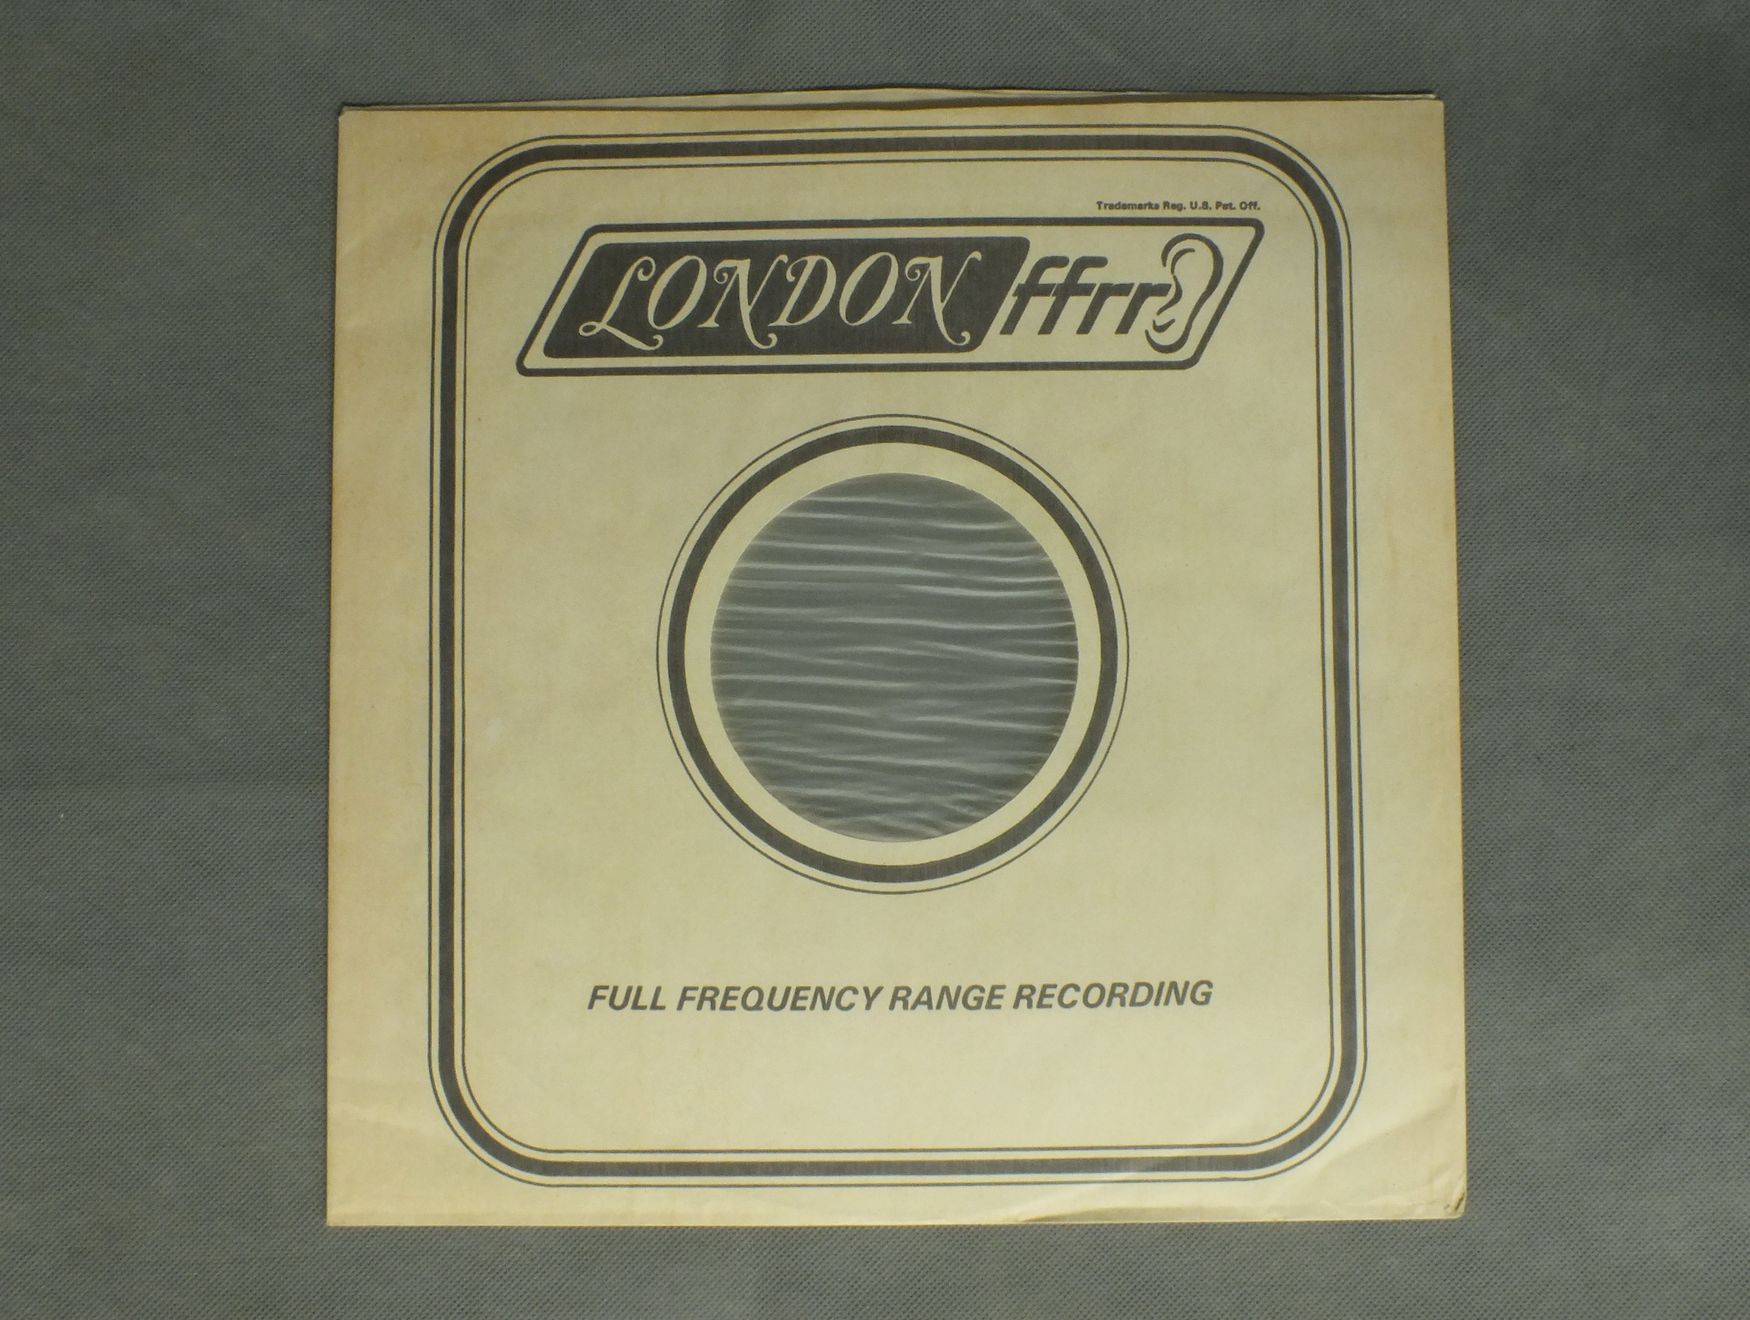 Trademarks Reg. U.S. Pat. Off.
LONDON ffrr
FULL FREQUENCY RANGE RECORDING